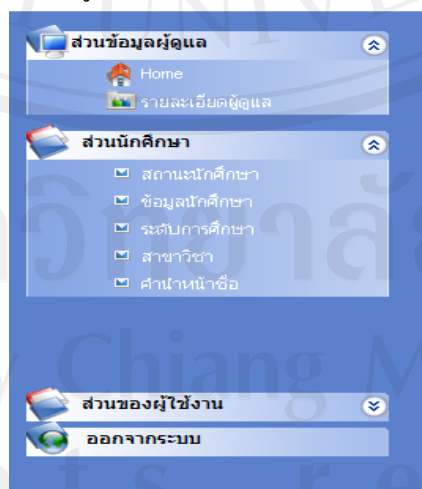 ส่วนข้อมูลผู้ดูแล
Home
รายละเอียดผู้ดูแล
ส่วนนักศึกษา
สถานะนักศึกษา
ข้อมูลนักศึกษา
ระดับการศึกษา
สาขาวิชา
คำนำหน้าชื่อ
ส่วนของผู้ใช้งาน
ออกจากระบบ